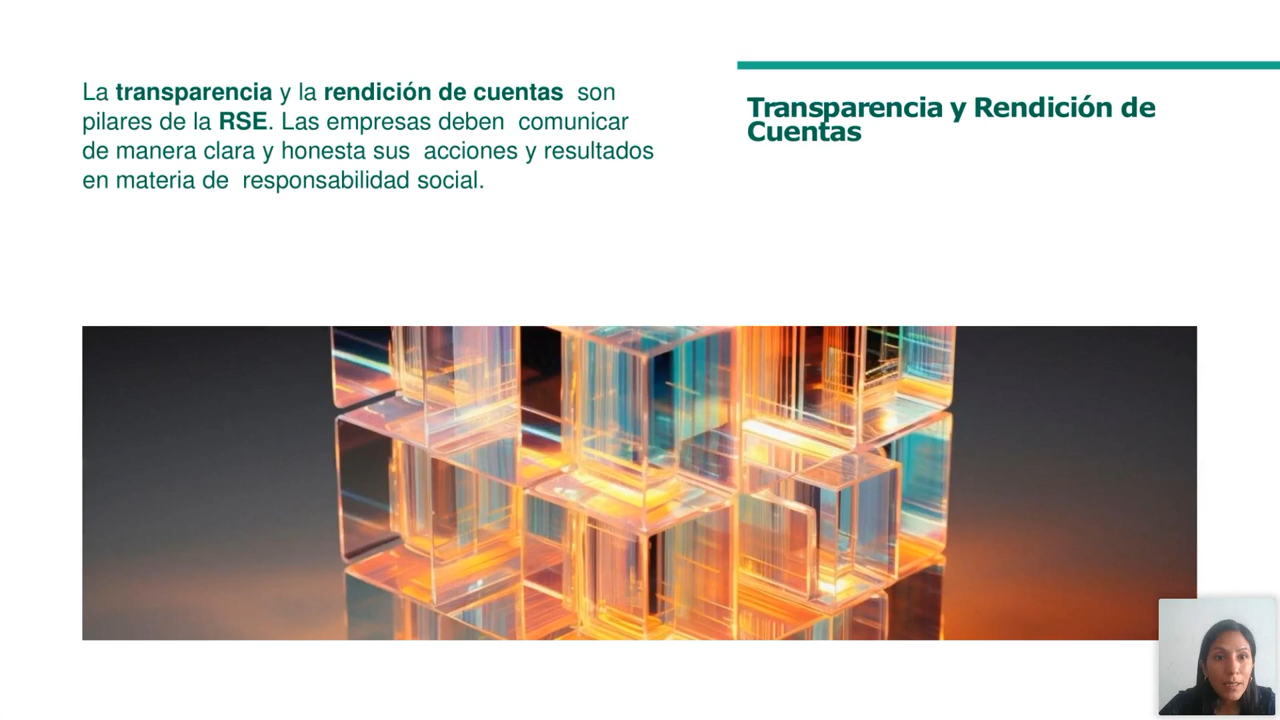 La transparencia y la rendición de cuentas son
pilares de la RSE. Las empresas deben comunicar
de manera clara y honesta sus acciones y resultados
en materia de responsabilidad social.
Transparencia y Rendición de
Cuentas